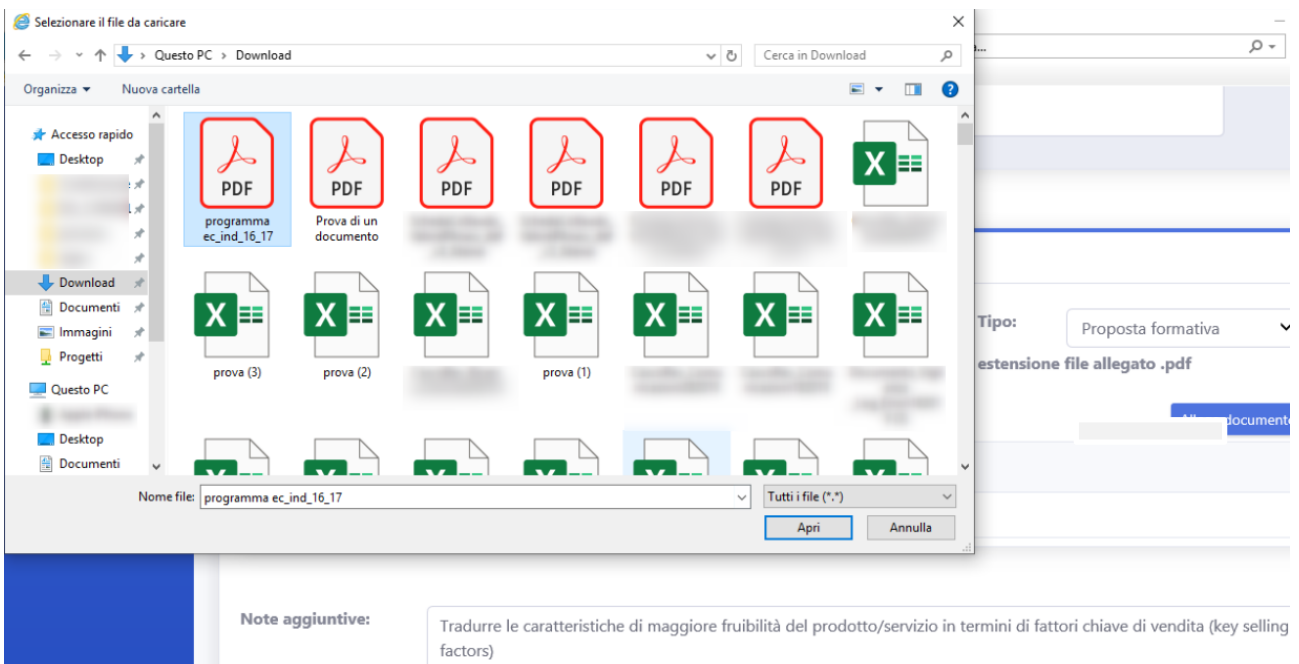 Selezionare il file da caricare
Questo PC > Download
Cerca in Download
Organizza
Nuova cartella
Accesso rapido
Desktop
Download
Documenti
Immagini
Progetti
Questo PC
Desktop
Documenti
PDF
PDF
PDF
PDF
PDF
PDF
X
programma
ec_ind_16_17
Prova di un
documento
X
X
X
X
X
X
X
prova (3)
prova (2)
prova (1)
Nome file:
programma ec_ind_16_17
Tutti i file (*.*)
Apri
Annulla
Tipo:
Proposta formativa
estensione file allegato .pdf
documento
Note aggiuntive:
Tradurre le caratteristiche di maggiore fruibilità del prodotto/servizio in termini di fattori chiave di vendita (key selling
factors)